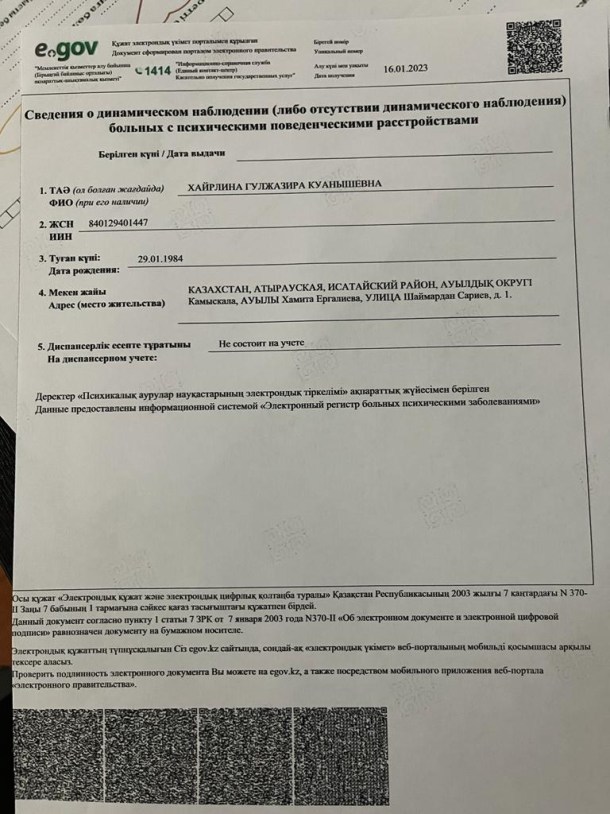 e.gov
Құжат электрондық үкімет порталымен құрылған
Документ сформирован порталом электронного правительства
"Мемлекеттік қызметтер алу бойынша
(Бірыңғай байланыс орталығы)
ақпараттық-анықтамалық қызметі"
1414
"Информационно-справочная служба
(Единый контакт-центр)
Касательно получения государственных услуг"
Бірегей нөмір
Уникальный номер
Алу күні мен уақыты
Дата получения
16.01.2023
Сведения о динамическом наблюдении (либо отсутствии динамического наблюдения)
больных с психическими поведенческими расстройствами
Берілген күні / Дата выдачи
1. ТАӘ (ол болған жағдайда) ХАЙРЛИНА ГУЛЖАЗИРА КУАНЫШЕВНА
ФИО (при его наличии)
2. ЖСН 840129401447
ИИН
3. Туған күні: 29.01.1984
Дата рождения:
4. Мекен жайы КАЗАХСТАН, АТЫРАУСКАЯ, ИСАТАЙСКИЙ РАЙОН, АУЫЛДЫҚ ОКРУГІ
Адрес (место жительства) Камыскала, АУЫЛЫ Хамита Ергалиева, УЛИЦА Шаймардан Сариев, д. 1.
5. Диспансерлік есепте тұратыны Не состоит на учете
На диспансерном учете:
Деректер «Психикалық аурулар науқастарының электрондық тіркелімі» ақпараттық жүйесімен берілген
Данные предоставлены информационной системой «Электронный регистр больных психическими заболеваниями»
Осы құжат «Электрондық құжат және электрондық цифрлық қолтаңба туралы» Қазақстан Республикасының 2003 жылғы 7 қаңтардағы N 370-
II Заңы 7 бабының 1 тармағына сәйкес қағаз тасығыштағы құжатпен бірдей.
Данный документ согласно пункту 1 статьи 7 ЗРК от 7 января 2003 года N370-II «Об электронном документе и электронной цифровой
подписи» равнозначен документу на бумажном носителе.
Электрондық құжаттың түпнұсқалығын Сіз egov.kz сайтында, сондай-ақ «электрондық үкімет» веб-порталының мобильді қосымшасы арқылы
тексере аласыз.
Проверить подлинность электронного документа Вы можете на egov.kz, а также посредством мобильного приложения веб-портала
«электронного правительства».